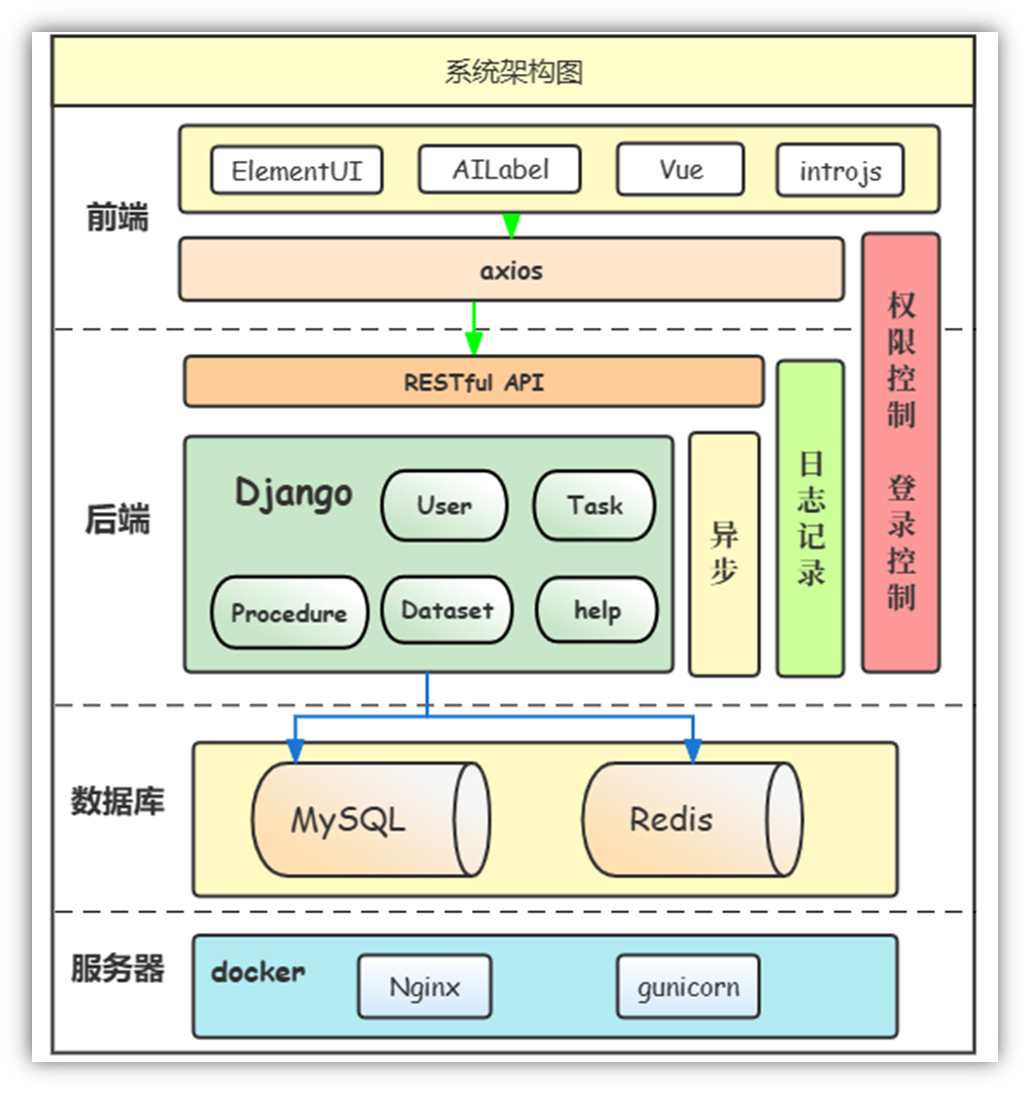 系统架构图
前端
ElementUI
AILabel
Vue
introjs
axios
权限控制 登录控制
后端
RESTful API
Django
User
Task
Procedure
Dataset
help
异步
日志记录
数据库
MySQL
Redis
服务器
docker
Nginx
gunicorn